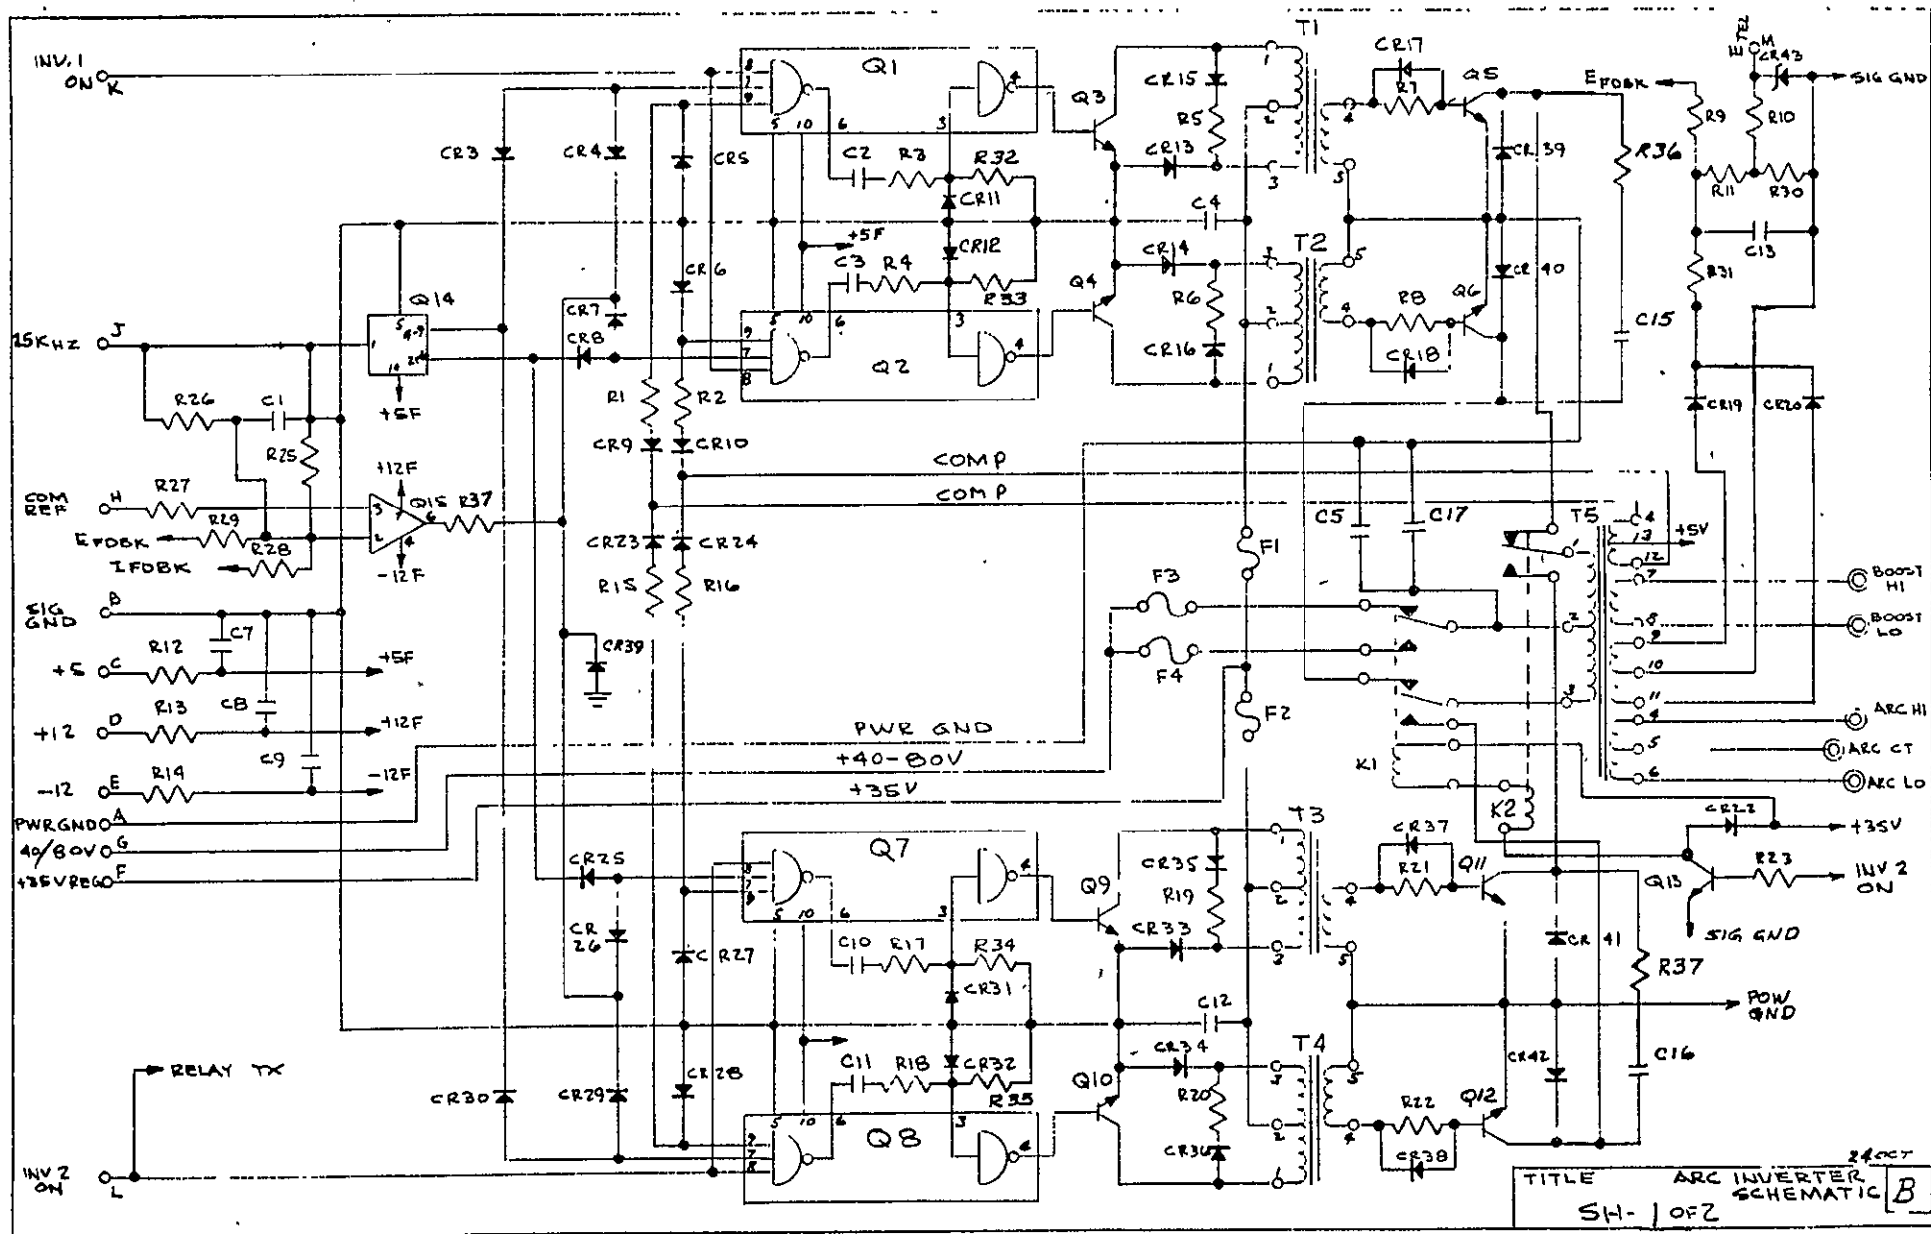 INV.1
ON K
Q1
T1
CR17
Q5
R7
ETEL
M
CR43
SIG GND
EFDBK
CR15
Q3
R5
R9
R10
CR3
CR4
CR5
C2
R3
R32
CR11
CR13
CR39
R36
R11
R30
C4
+5F
CR12
CR14
T2
C13
CR6
C3
R4
R33
Q4
CR40
R31
Q14
CR7
R6
R8
Q6
C15
15KHZ J
CR8
Q2
CR16
CR18
+5F
R26
C1
R1
R2
CR19
CR20
R25
CR9
CR10
+12F
COMP
COM
REF H
R27
Q15
R37
COMP
C5
C17
T5
+5V
R29
EFDBK
R28
IFDBK
-12F
CR23
CR24
F1
R15
R16
F3
BOOST
HI
SIG
GND B
C7
BOOST
LO
R12
CR39
F4
+5 C
+5F
R13
C8
+12 D
+12F
F2
ARC HI
PWR GND
C9
ARC CT
+40-80V
K1
R14
-12F
-12 E
+35V
ARC LO
K2
PWRGND A
T3
CR22
+35V
40/80V G
CR37
+35VREG F
CR25
Q7
CR35
R21
Q11
Q13
R23
INV 2
ON
Q9
R19
CR
26
CR27
C10
R17
R34
CR33
CR41
SIG GND
CR31
R37
C12
POW
GND
RELAY TX
C11
R18
CR32
CR34
T4
CR42
C16
CR30
CR29
CR28
R35
Q10
R20
R22
Q12
Q8
CR36
CR38
INV 2
ON L
24 OCT
TITLE ARC INVERTER
SCHEMATIC B
SH- 1 OF 2